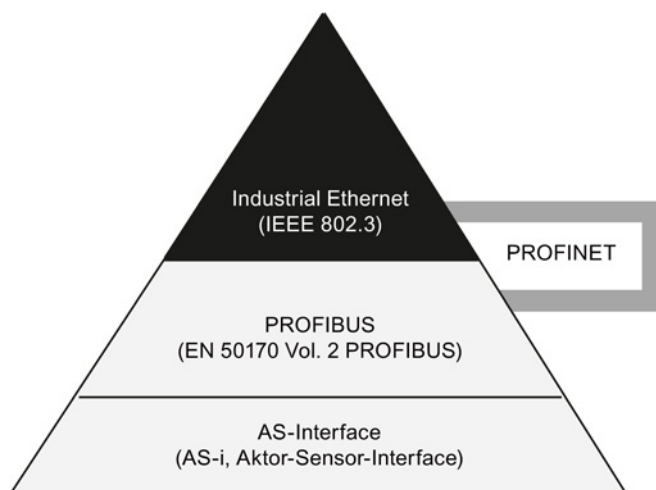 Industrial Ethernet
(IEEE 802.3)
PROFINET
PROFIBUS
(EN 50170 Vol. 2 PROFIBUS)
AS-Interface
(AS-i, Aktor-Sensor-Interface)